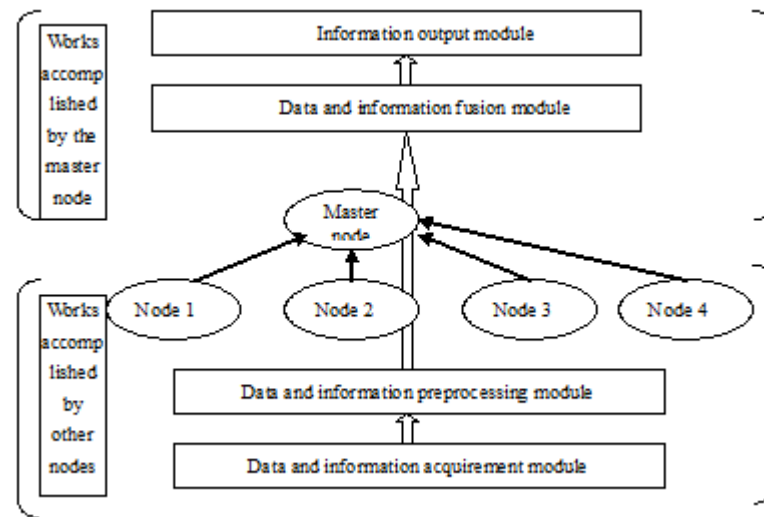 Information output module
Works
accomp
lished
by the
master
node
Data and information fusion module
Master
node
Node 1
Node 2
Node 3
Node 4
Works
accomp
lished
by
other
nodes
Data and information preprocessing module
Data and information acquirement module